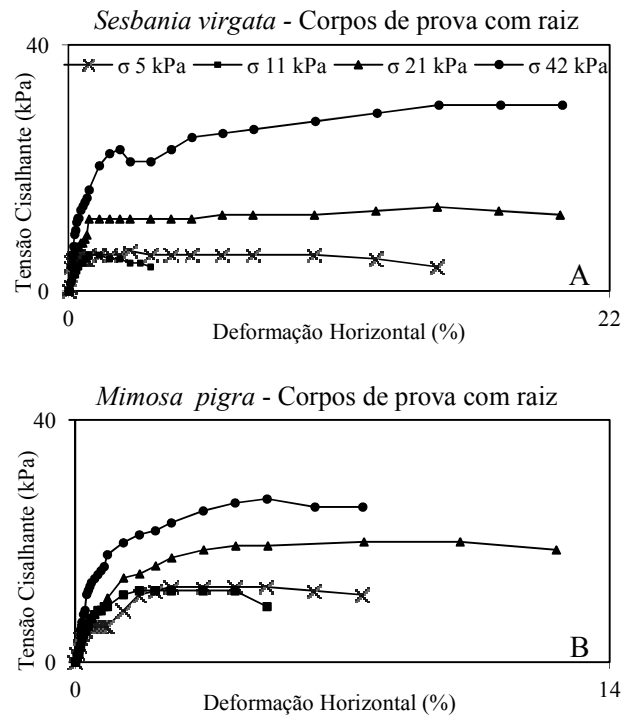 Sesbania virgata - Corpos de prova com raiz
40
σ 5 kPa σ 11 kPa σ 21 kPa σ 42 kPa
Tensão Cisalhante (kPa)
A
0
0 22
Deformação Horizontal (%)
Mimosa pigra - Corpos de prova com raiz
40
Tensão Cisalhante (kPa)
B
0
0 14
Deformação Horizontal (%)